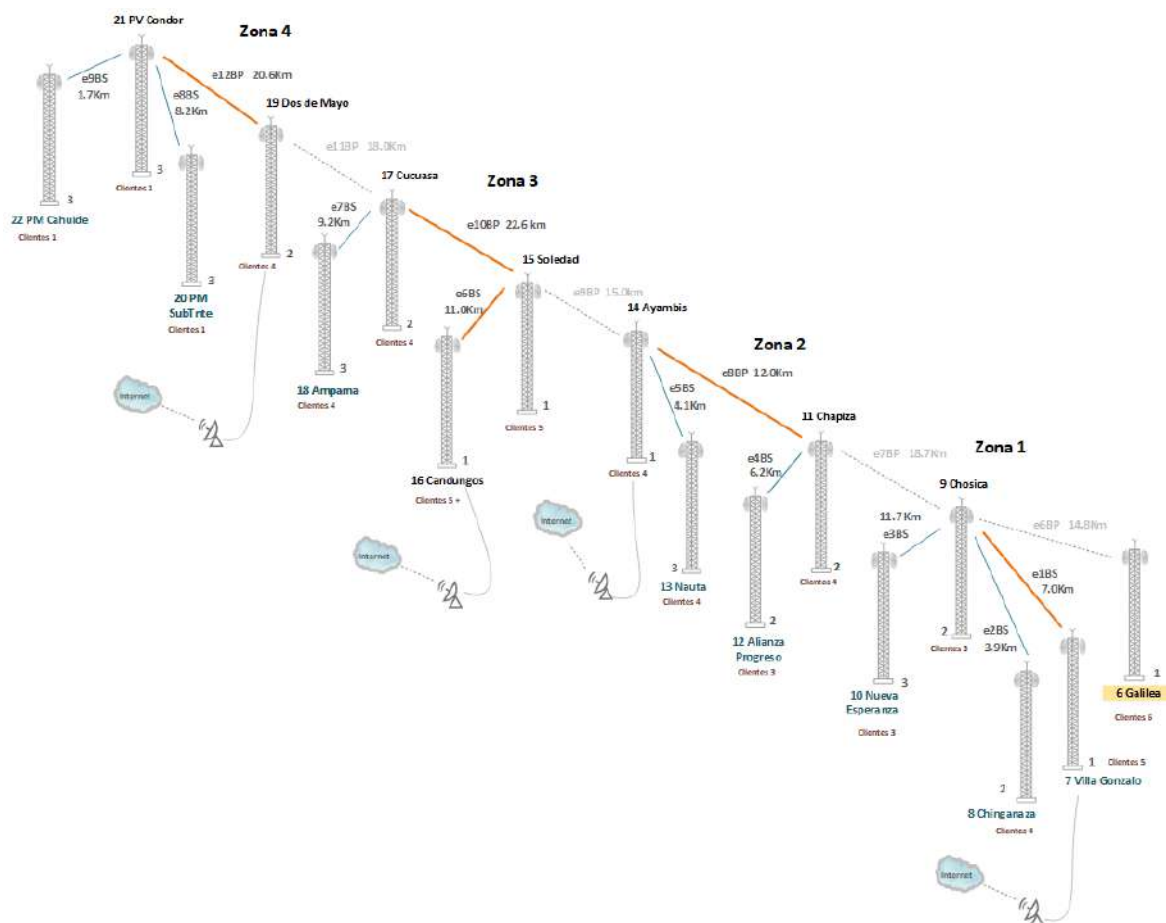 21 PV Condor
Zona 4
e9BS
1.7Km
e12BP 20.6Km
e8BS
8.2Km
19 Dos de Mayo
e11BP 18.0Km
3
Clientes 1
3
22 PM Cahuide
Clientes 1
17 Cucuasa
Zona 3
e7BS
9.2Km
e10BP 22.6 km
2
Clientes 4
15 Soledad
3
20 PM
SubTnte
Clientes 1
e6BS
11.0Km
e9BP 15.0Km
14 Ayambis
2
Clientes 4
Zona 2
3
18 Ampama
Clientes 4
e8BP 12.0Km
Internet
e5BS
4.1Km
1
Clientes 5
11 Chapiza
1
16 Candungos
Clientes 5 +
1
Clientes 4
e4BS
6.2Km
e7BP 18.7Km
Zona 1
9 Chosica
Internet
11.7Km
e3BS
e6BP 14.8Km
Internet
3
13 Nauta
Clientes 4
2
Clientes 4
e1BS
7.0Km
2
12 Alianza
Progreso
Clientes 3
2
Clientes 3
e2BS
3.9Km
3
10 Nueva
Esperanza
Clientes 3
1
6 Galilea
Clientes 6
1
Clientes 5
7 Villa Gonzalo
2
8 Chinganaza
Clientes 4
Internet